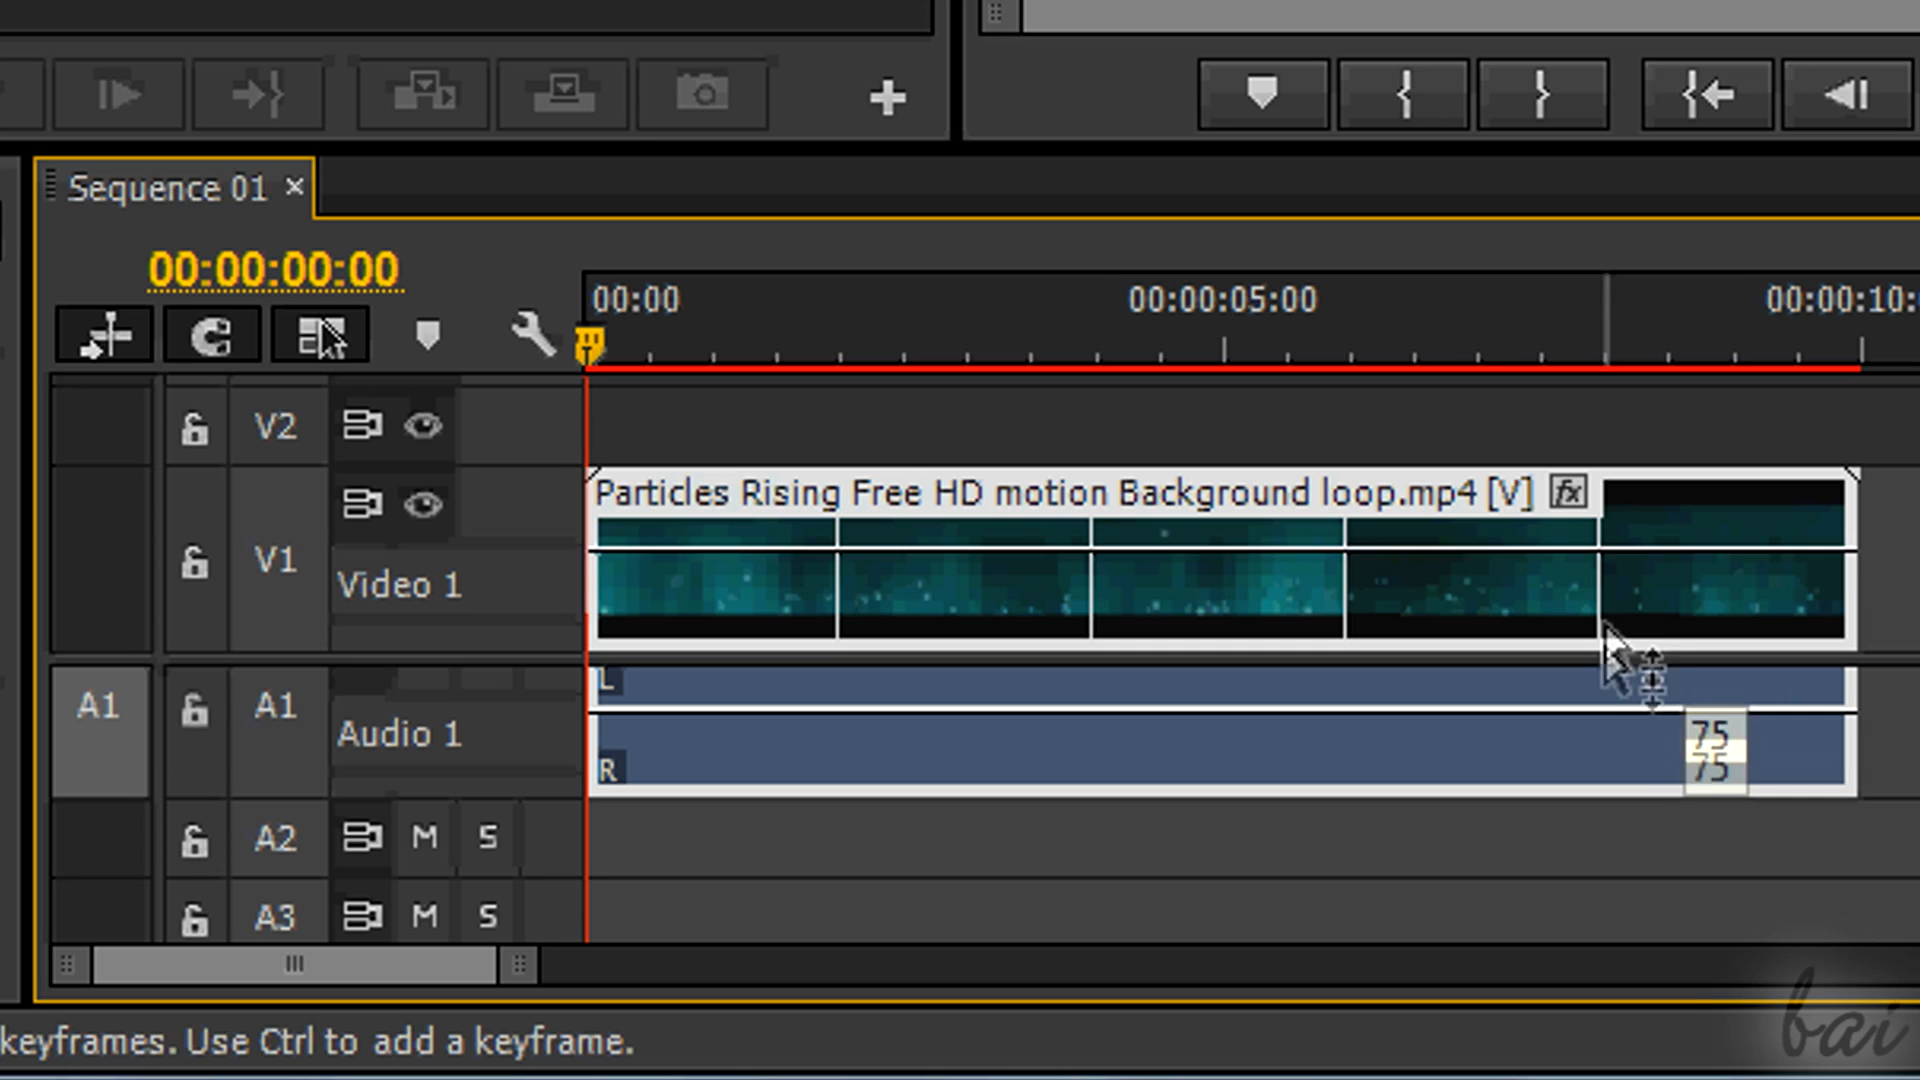 Sequence 01 ×
00:00:00:00
00:00 00:00:05:00 00:00:10:
V2
Particles Rising Free HD motion Background loop.mp4 [V] fx
V1
Video 1
L
A1 A1
Audio 1
75
75
R
A2 M S
A3 M S
keyframes. Use Ctrl to add a keyframe.
bai